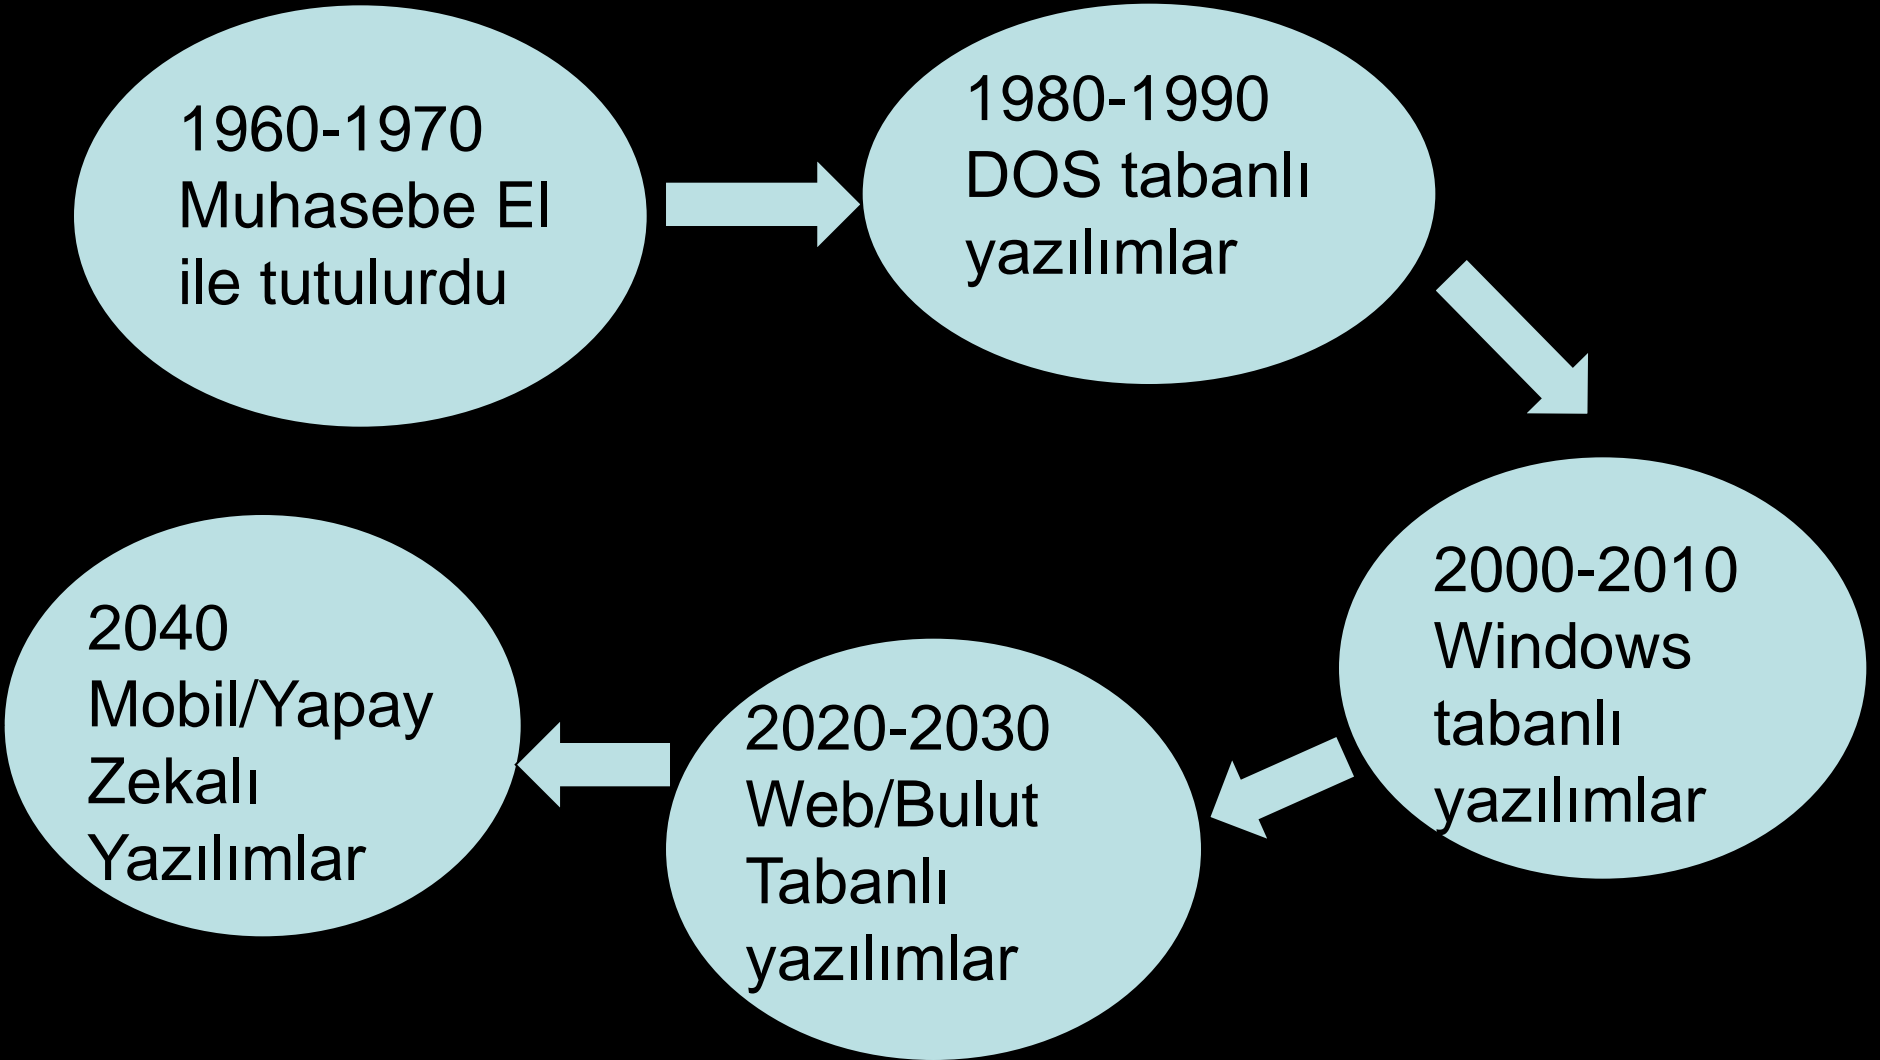 1960-1970
Muhasebe El
ile tutulurdu
1980-1990
DOS tabanlı
yazılımlar
2000-2010
Windows
tabanlı
yazılımlar
2020-2030
Web/Bulut
Tabanlı
yazılımlar
2040
Mobil/Yapay
Zekalı
Yazılımlar